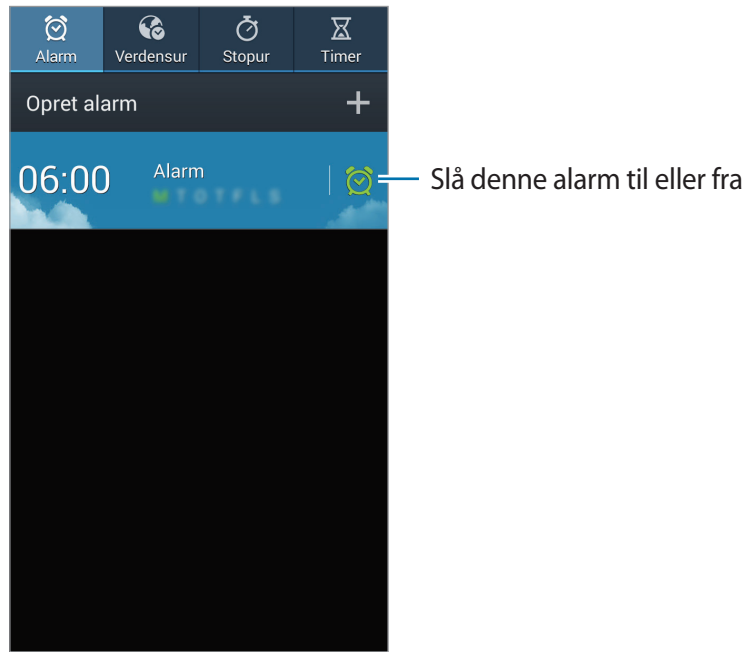 Alarm Verdensur Stopur Timer
Opret alarm
06:00 Alarm
M T O T F L S
Slå denne alarm til eller fra